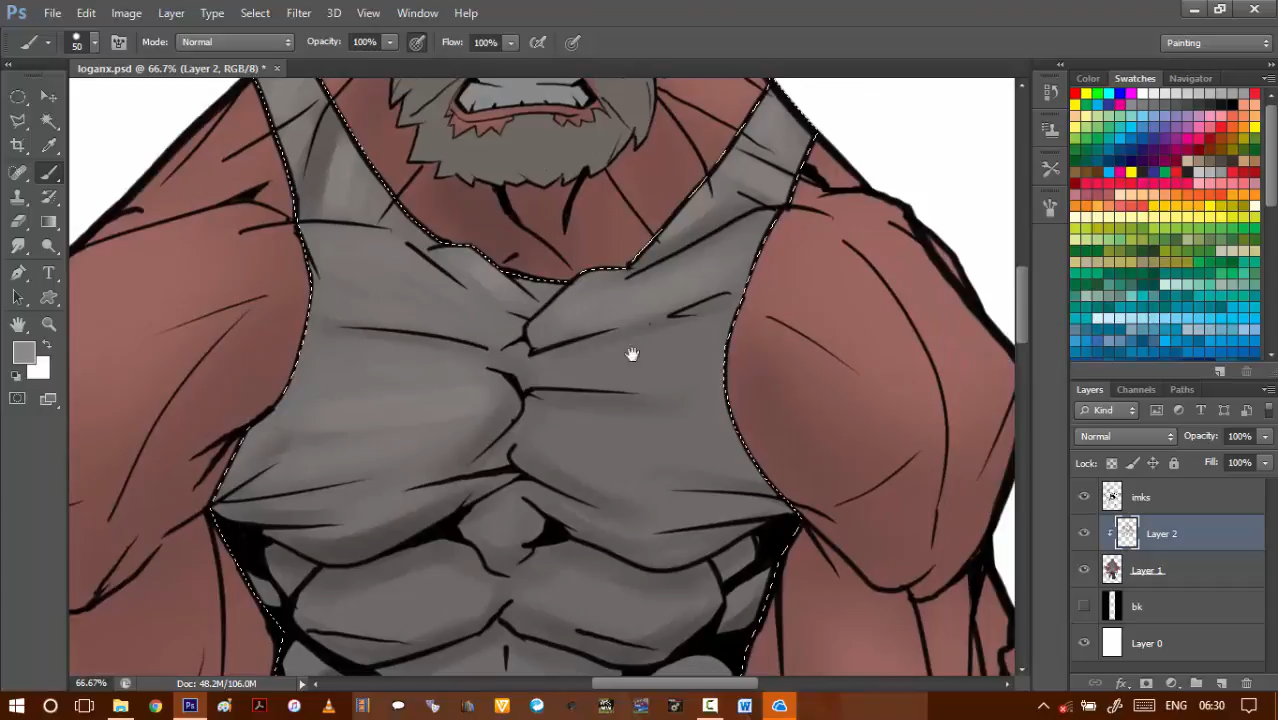 Ps File Edit Image Layer Type Select Filter 3D View Window Help
50 Mode: Normal Opacity: 100% Flow: 100% Painting
loganx.psd @ 66.7% (Layer 2, RGB/8) * ×
Color Swatches Navigator
Layers Channels Paths
Kind
Normal Opacity: 100%
Lock: Fill: 100%
imks
Layer 2
Layer 1
bk
Layer 0
66.67% Doc: 48.2M/106.0M
Ps ENG 06:30